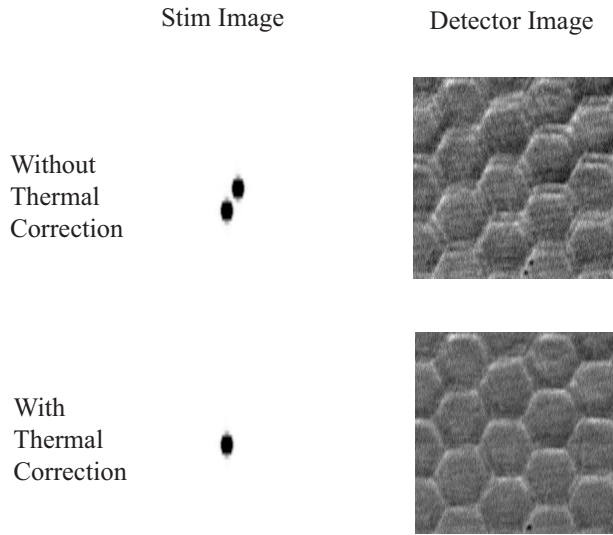 Stim Image
Detector Image
Without
Thermal
Correction
With
Thermal
Correction